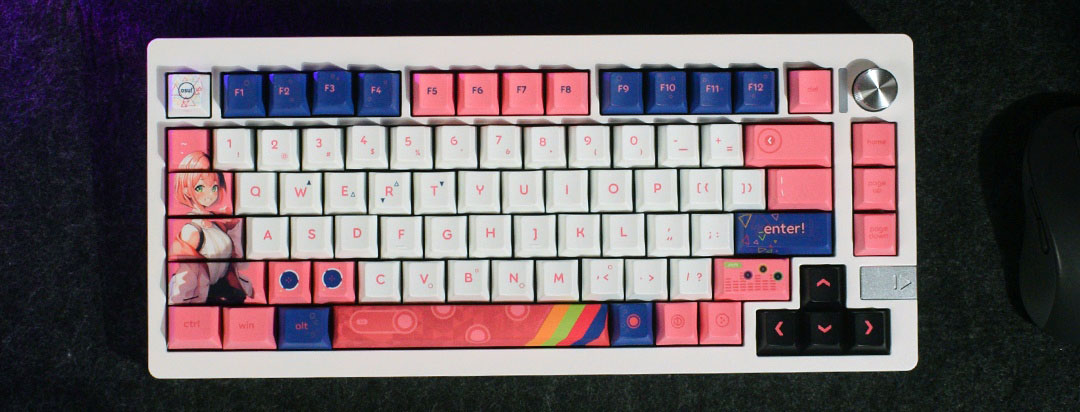 osu! F1 F2 F3 F4 F5 F6 F7 F8 F9 F10 F11 F12 del
! 1 @ 2 # 3 $ 4 % 5 ^ 6 & 7 * 8 ( 9 ) 0 _ - + = home
Q W E R T Y U I O P [ { ] } page up
A S D F G H J K L ' " ; : enter! page down
C V B N M , < . > / ?
ctrl win alt